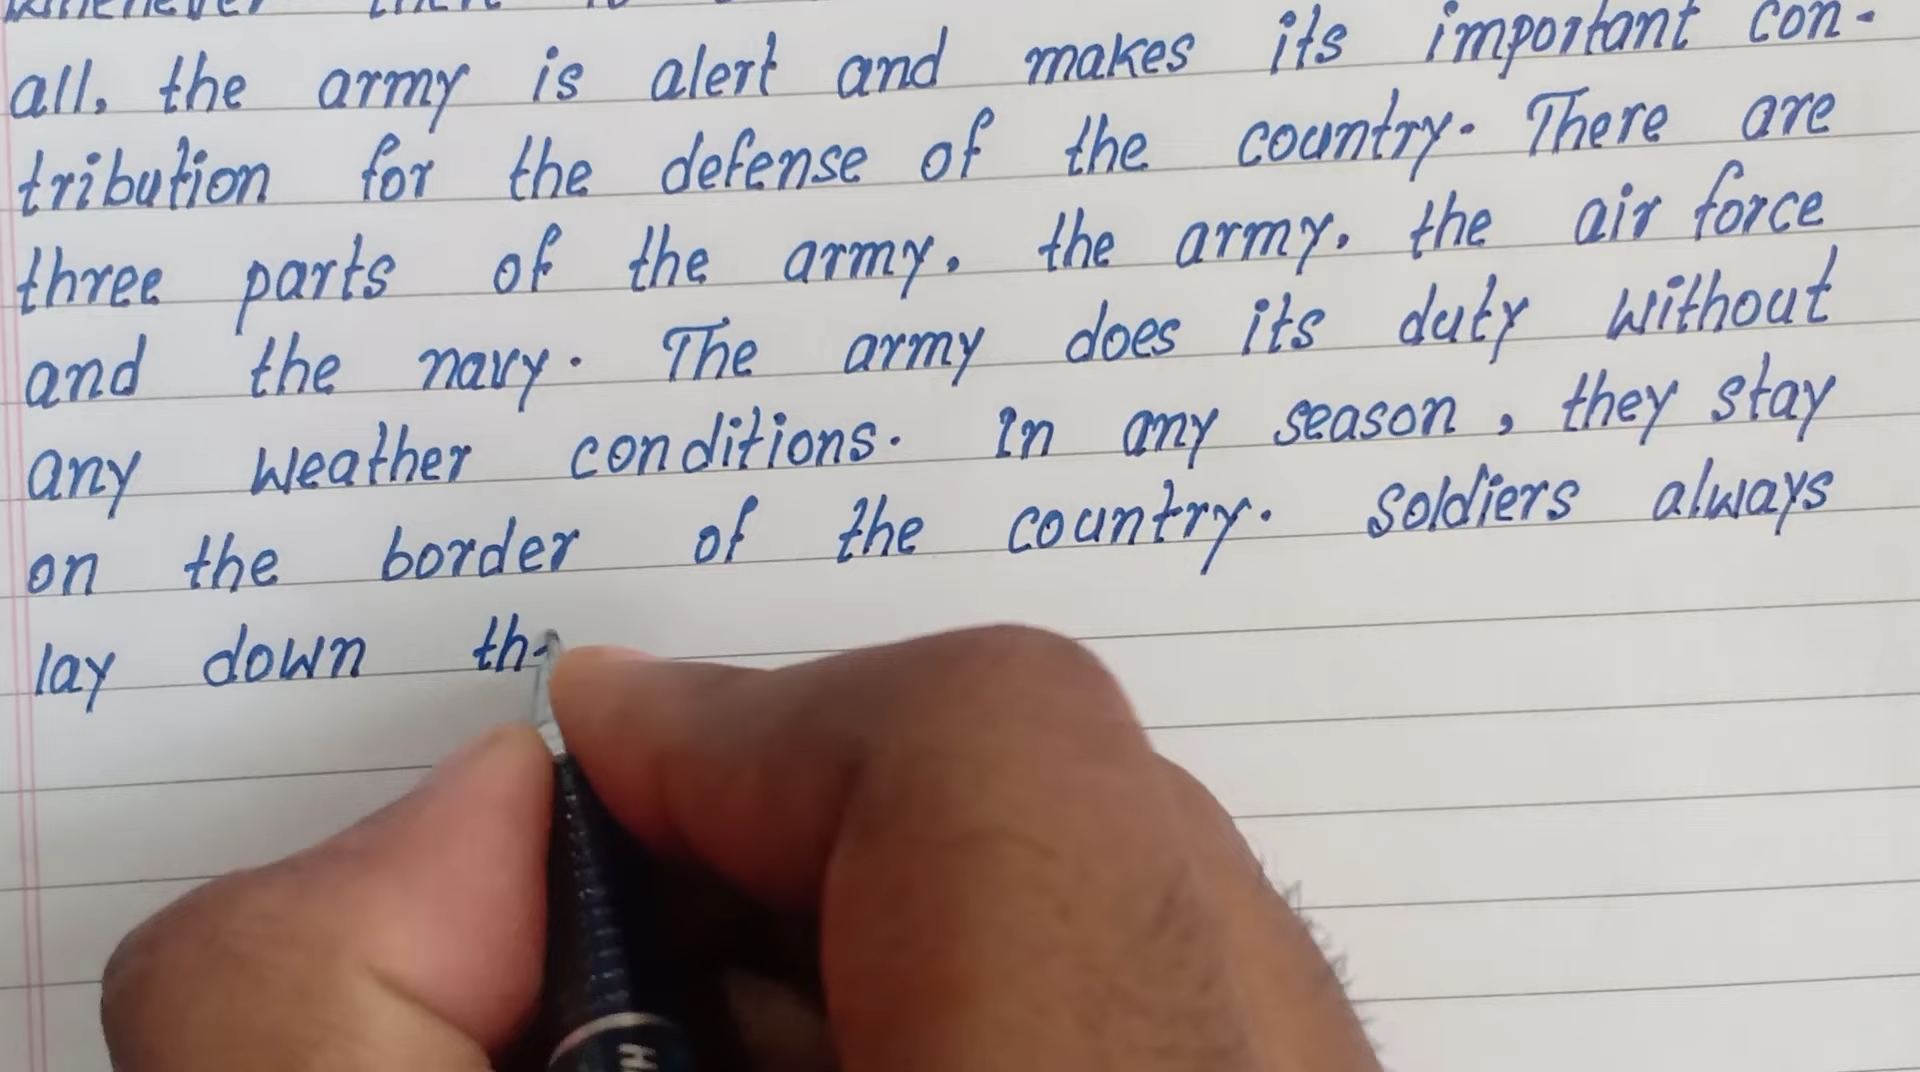 all, the army is alert and makes its important con-
tribution for the defense of the country. There are
three parts of the army, the army, the air force
and the navy. The army does its duty without
any weather conditions. In any season, they stay
on the border of the country. Soldiers always
lay down